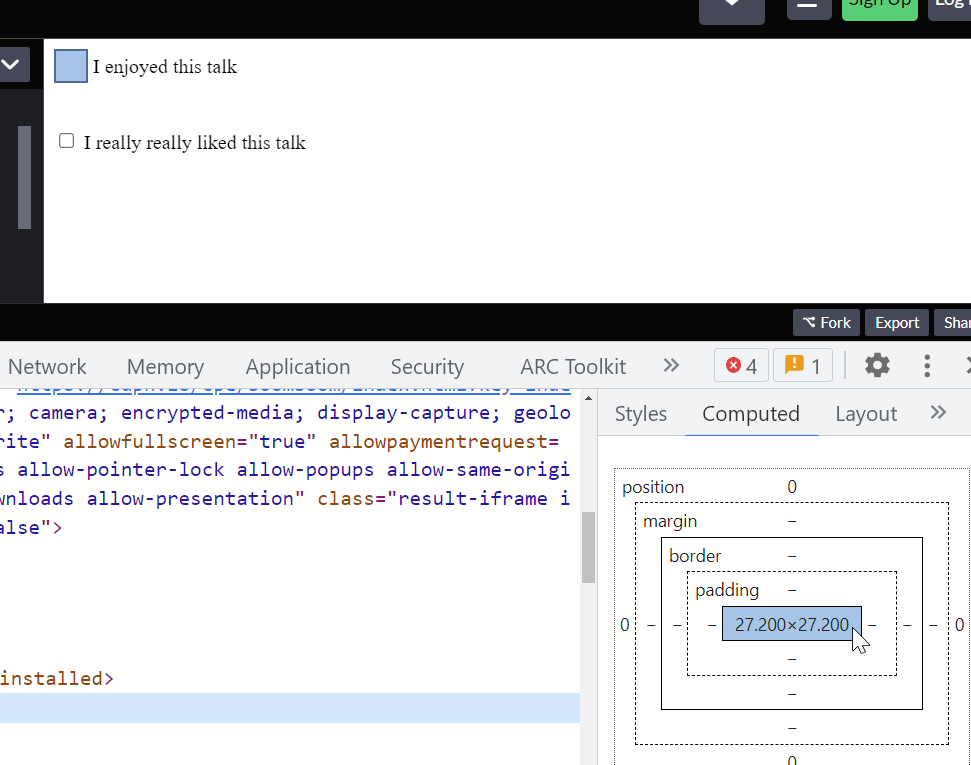 Sign Up
Log
I enjoyed this talk
I really really liked this talk
Fork
Export
Network
Memory
Application
Security
ARC Toolkit
4
1
r; camera; encrypted-media; display-capture; geolo
rite" allowfullscreen="true" allowpaymentrequest=
s allow-pointer-lock allow-popups allow-same-origi
wnloads allow-presentation" class="result-iframe i
alse">
installed>
Styles
Computed
Layout
position 0
margin –
border –
padding –
0 – – – 27.200×27.200 – – – 0
–
–
–
0